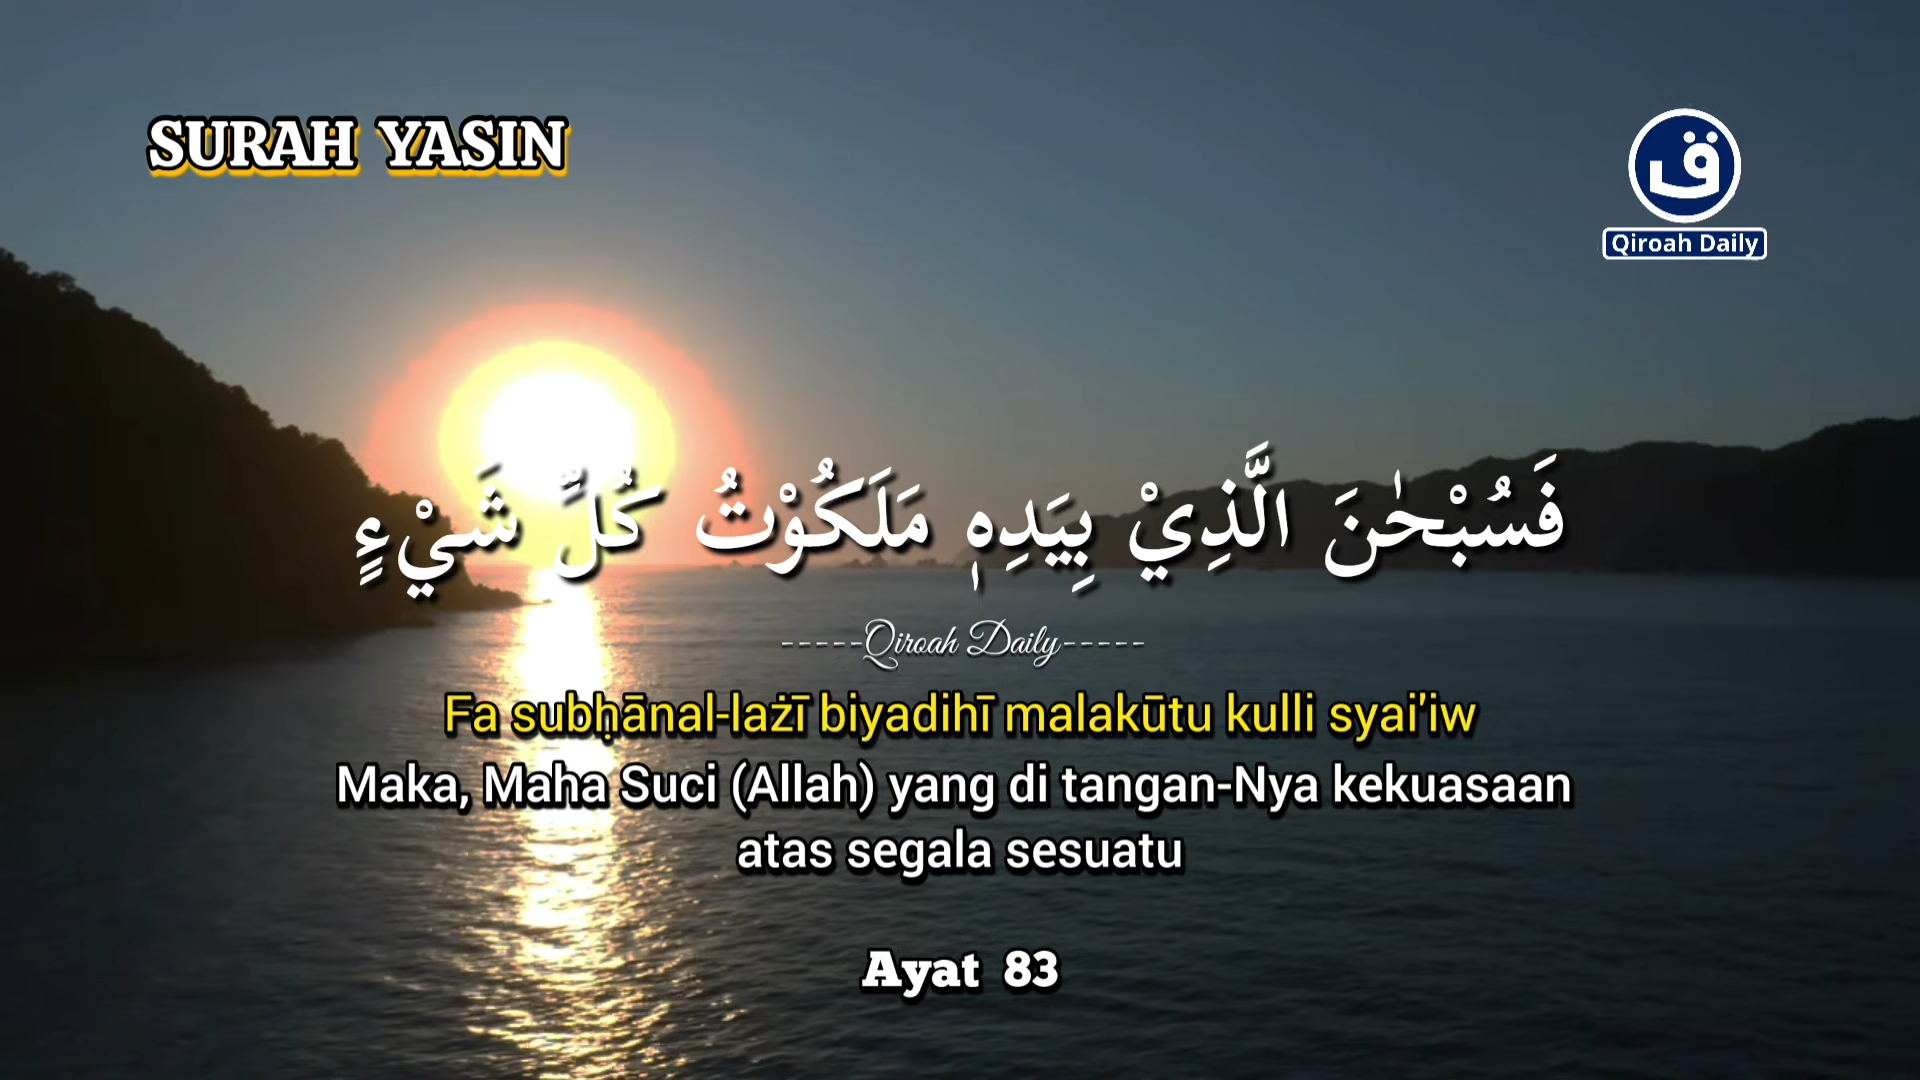 SURAH YASIN
ق
Qiroah Daily
فَسُبْحٰنَ الَّذِيْ بِيَدِهٖ مَلَكُوْتُ كُلِّ شَيْءٍ
-----Qiroah Daily-----
Fa subḥānal-lażī biyadihī malakūtu kulli syai'iw
Maka, Maha Suci (Allah) yang di tangan-Nya kekuasaan
atas segala sesuatu
Ayat 83